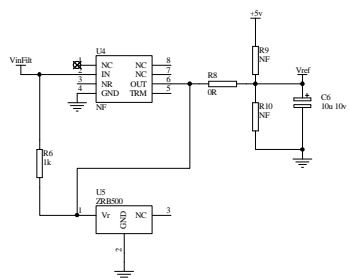 +5v
VinFilt
U4
1 NC NC 8
2 IN NC 7
3 NR OUT 6
4 GND TRM 5
NF
R8
0R
R9
NF
Vref
R10
NF
C6
10u 10v
R6
1k
U5
ZRB500
1 Vr GND NC 3
2